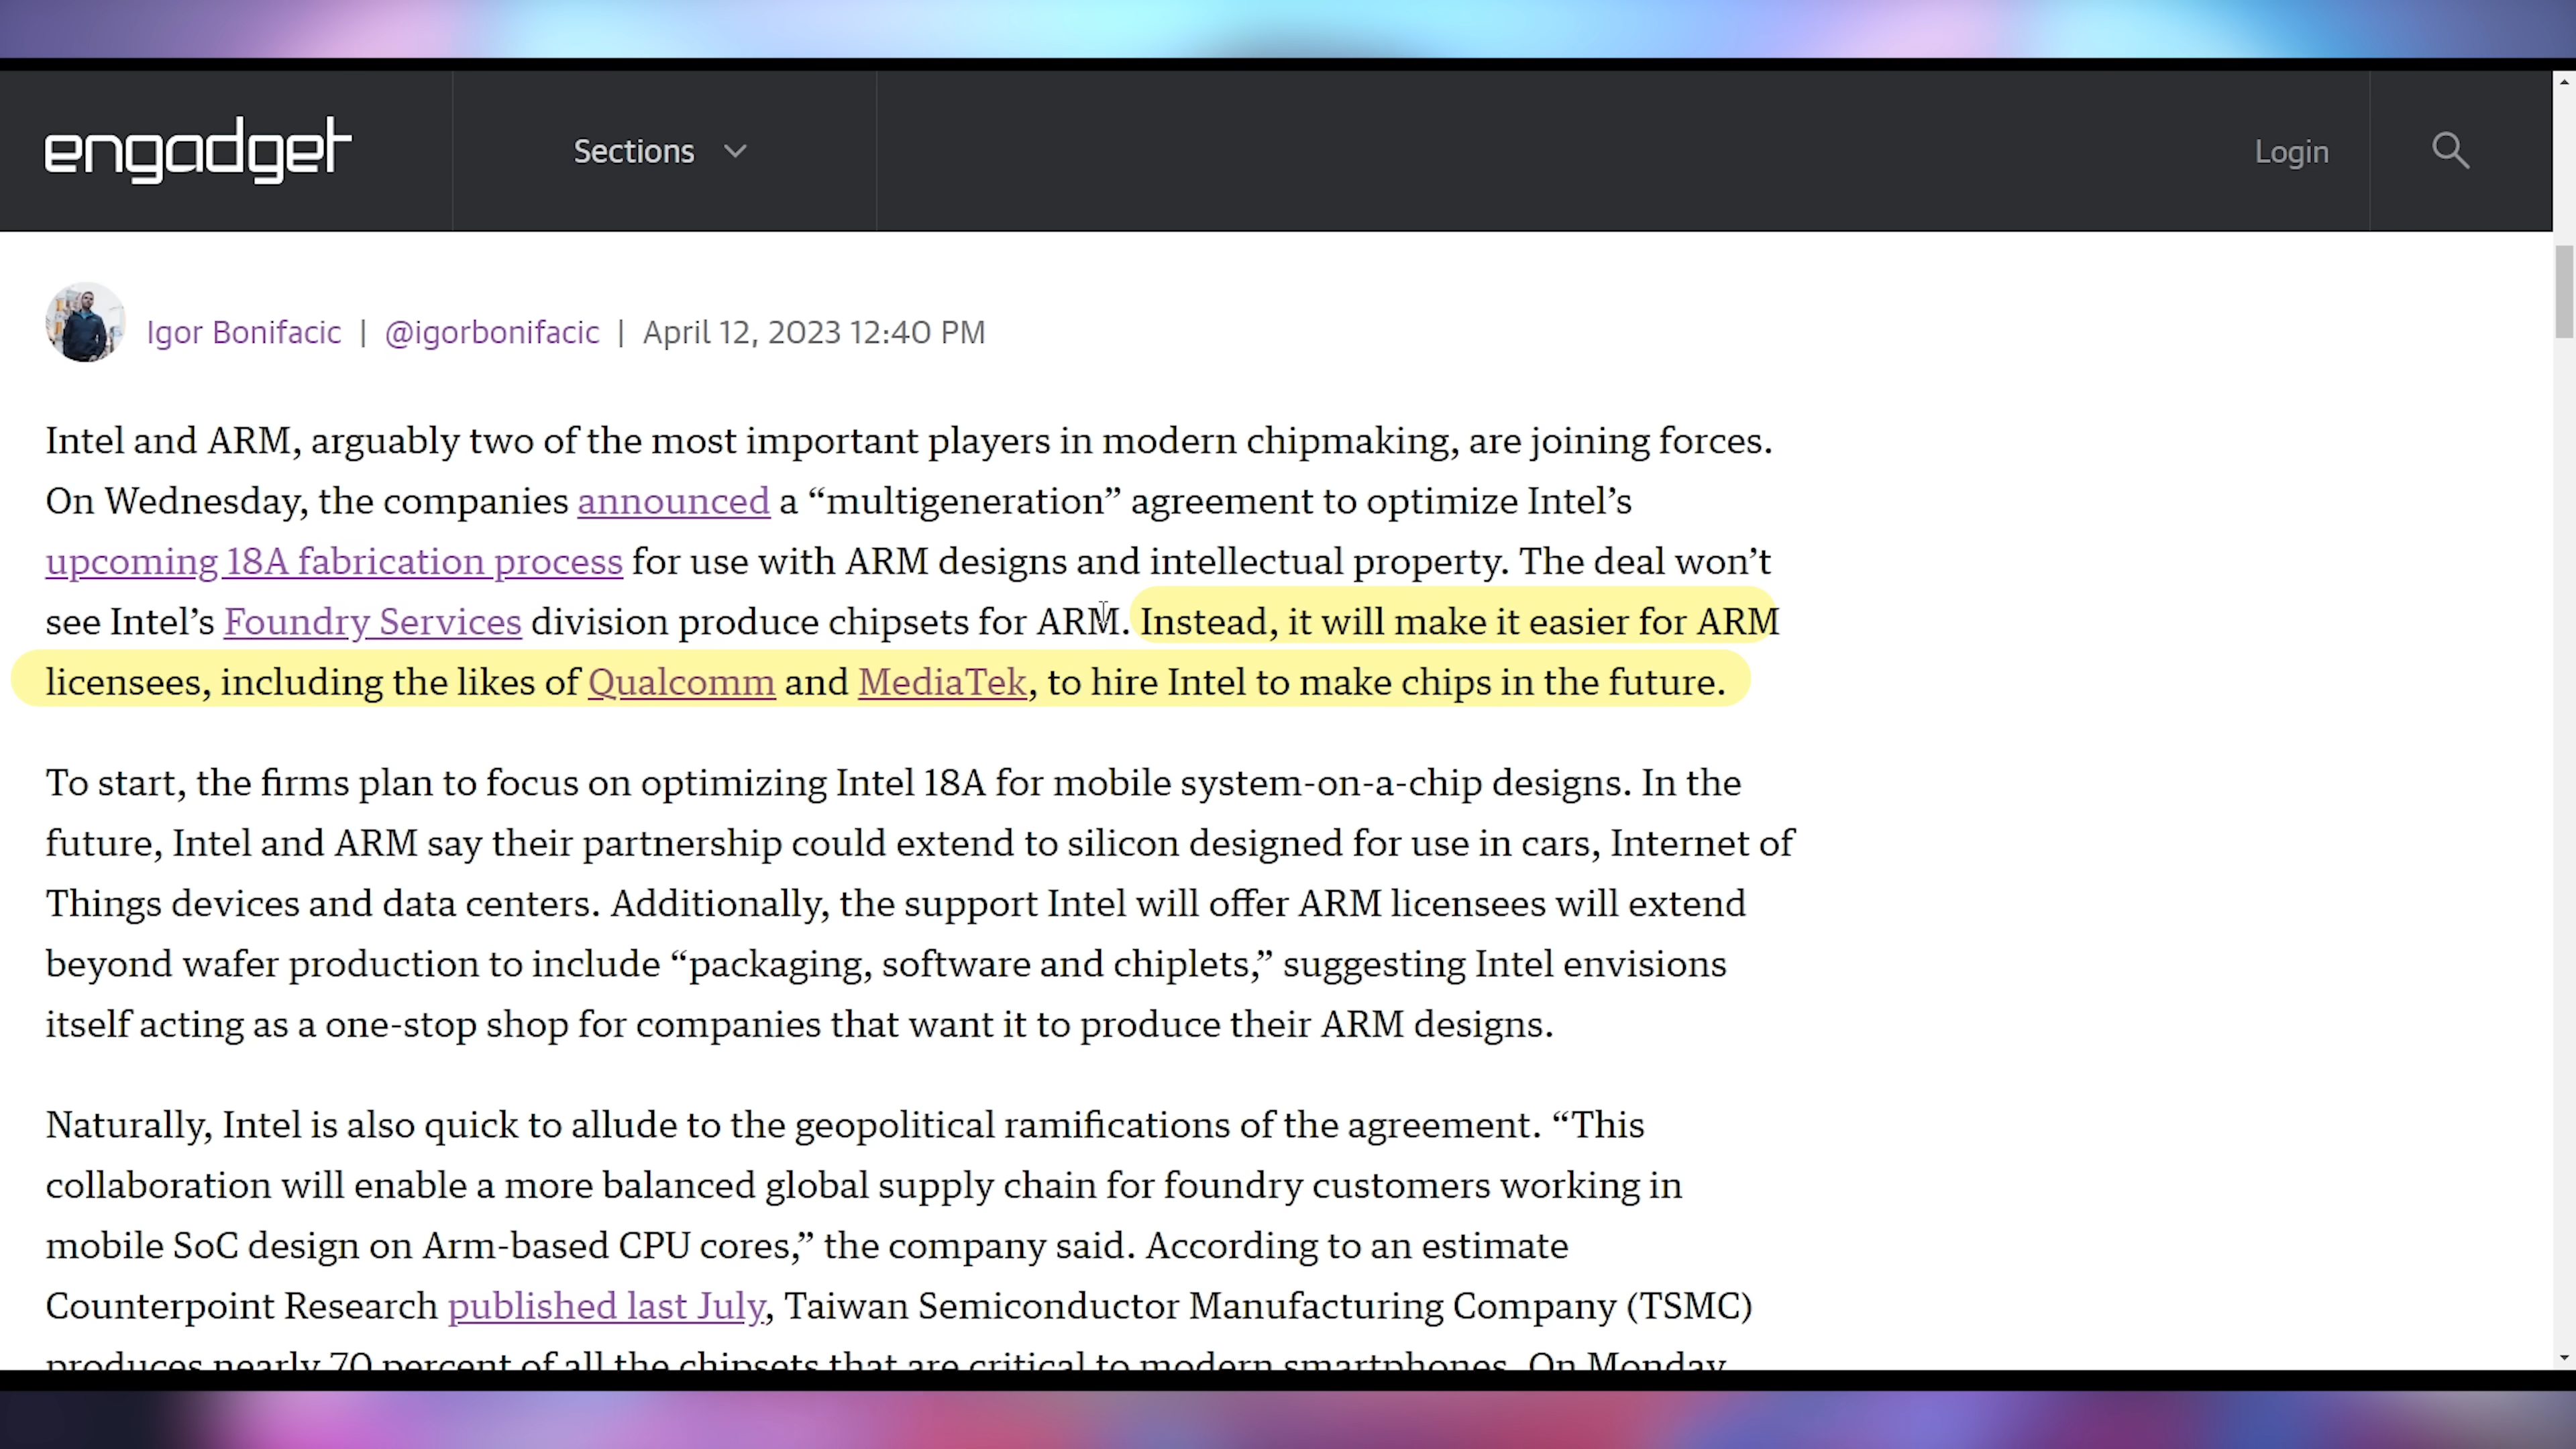 engadget
Sections
Login
Igor Bonifacic | @igorbonifacic | April 12, 2023 12:40 PM
Intel and ARM, arguably two of the most important players in modern chipmaking, are joining forces.
On Wednesday, the companies announced a “multigeneration” agreement to optimize Intel’s
upcoming 18A fabrication process for use with ARM designs and intellectual property. The deal won’t
see Intel’s Foundry Services division produce chipsets for ARM. Instead, it will make it easier for ARM
licensees, including the likes of Qualcomm and MediaTek, to hire Intel to make chips in the future.
To start, the firms plan to focus on optimizing Intel 18A for mobile system-on-a-chip designs. In the
future, Intel and ARM say their partnership could extend to silicon designed for use in cars, Internet of
Things devices and data centers. Additionally, the support Intel will offer ARM licensees will extend
beyond wafer production to include “packaging, software and chiplets,” suggesting Intel envisions
itself acting as a one-stop shop for companies that want it to produce their ARM designs.
Naturally, Intel is also quick to allude to the geopolitical ramifications of the agreement. “This
collaboration will enable a more balanced global supply chain for foundry customers working in
mobile SoC design on Arm-based CPU cores,” the company said. According to an estimate
Counterpoint Research published last July, Taiwan Semiconductor Manufacturing Company (TSMC)
produces nearly 70 percent of all the chipsets that are critical to modern smartphones. On Monday,